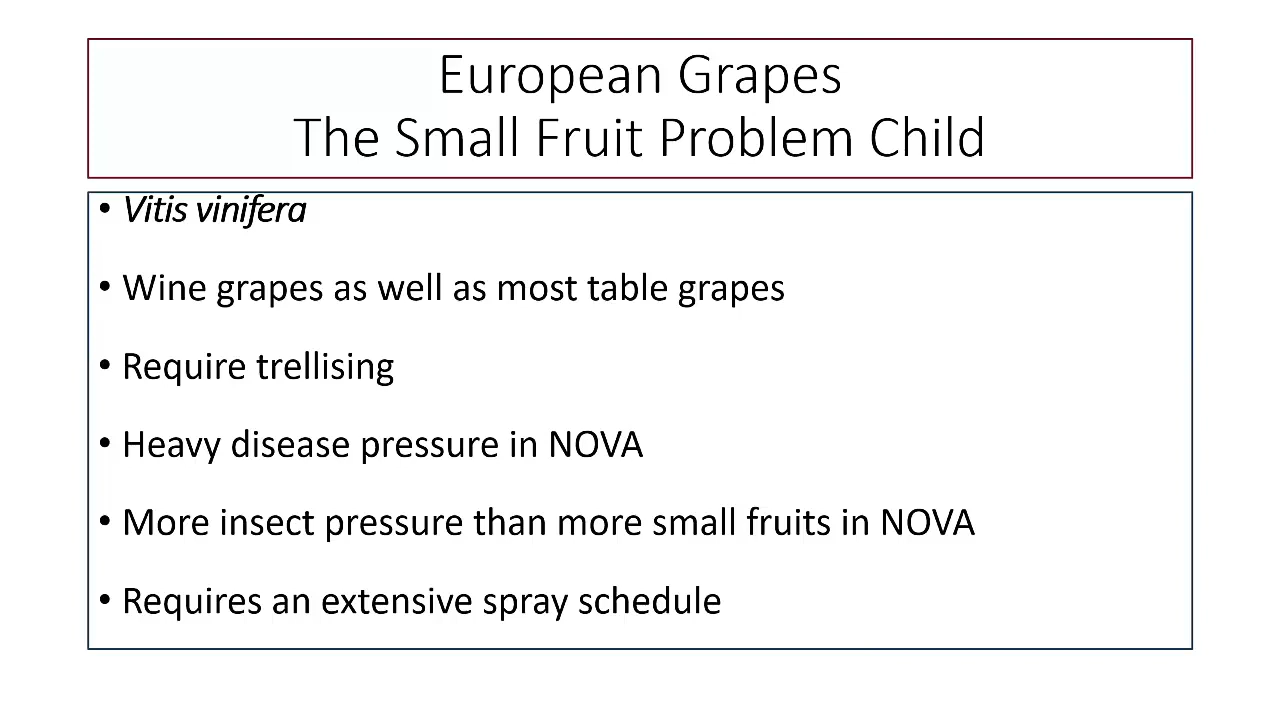 European Grapes
The Small Fruit Problem Child
• Vitis vinifera
• Wine grapes as well as most table grapes
• Require trellising
• Heavy disease pressure in NOVA
• More insect pressure than more small fruits in NOVA
• Requires an extensive spray schedule